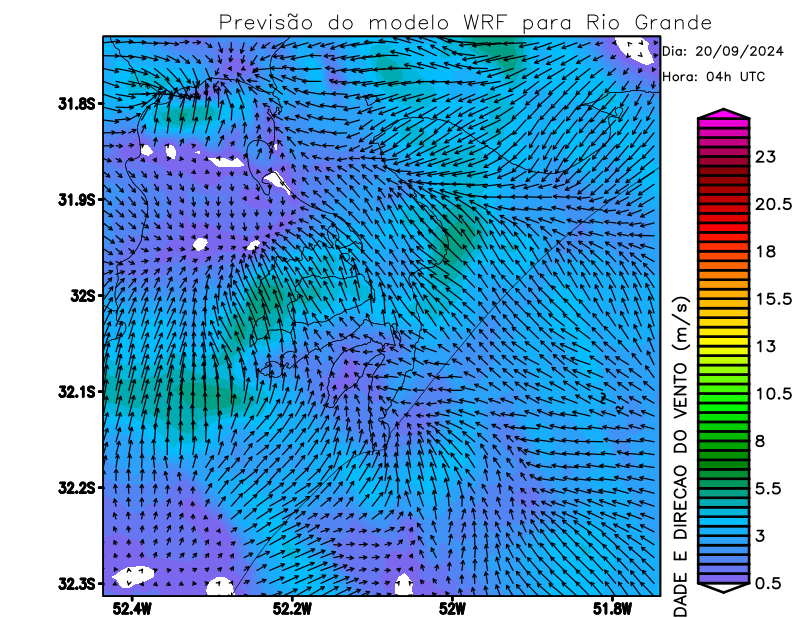 Previsão do modelo WRF para Rio Grande
Dia: 20/09/2024
Hora: 04h UTC
31.8S
31.9S
32S
32.1S
32.2S
32.3S
52.4W
52.2W
52W
51.8W
DADE E DIRECAO DO VENTO (m/s)
23
20.5
18
15.5
13
10.5
8
5.5
3
0.5